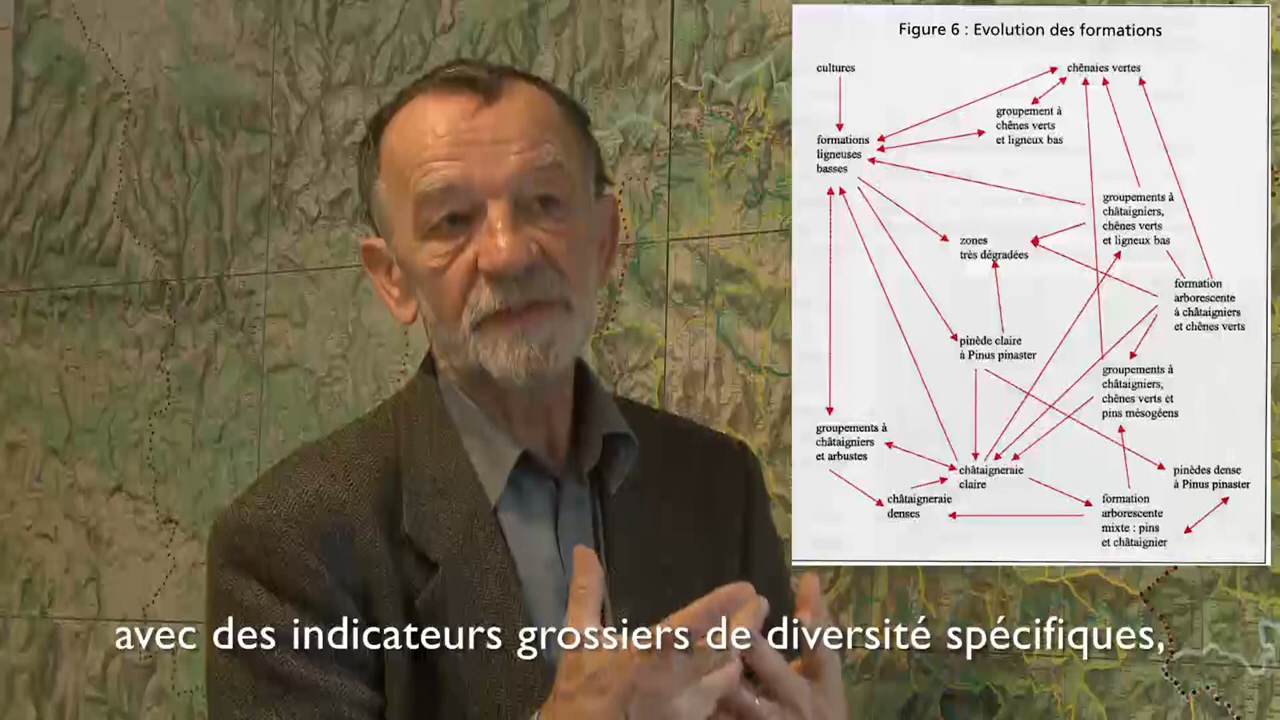 Figure 6 : Evolution des formations
cultures
chênaies vertes
groupement à
chênes verts
et ligneux bas
formations
ligneuses
basses
groupements à
châtaigniers,
chênes verts
et ligneux bas
zones
très dégradées
formation
arborescente
à châtaigniers
et chênes verts
pinède claire
à Pinus pinaster
groupements à
châtaigniers,
chênes verts et
pins mésogéens
groupements à
châtaigniers
et arbustes
châtaigneraie
claire
pinèdes dense
à Pinus pinaster
châtaigneraie
denses
formation
arborescente
mixte : pins
et châtaignier
avec des indicateurs grossiers de diversité spécifiques,